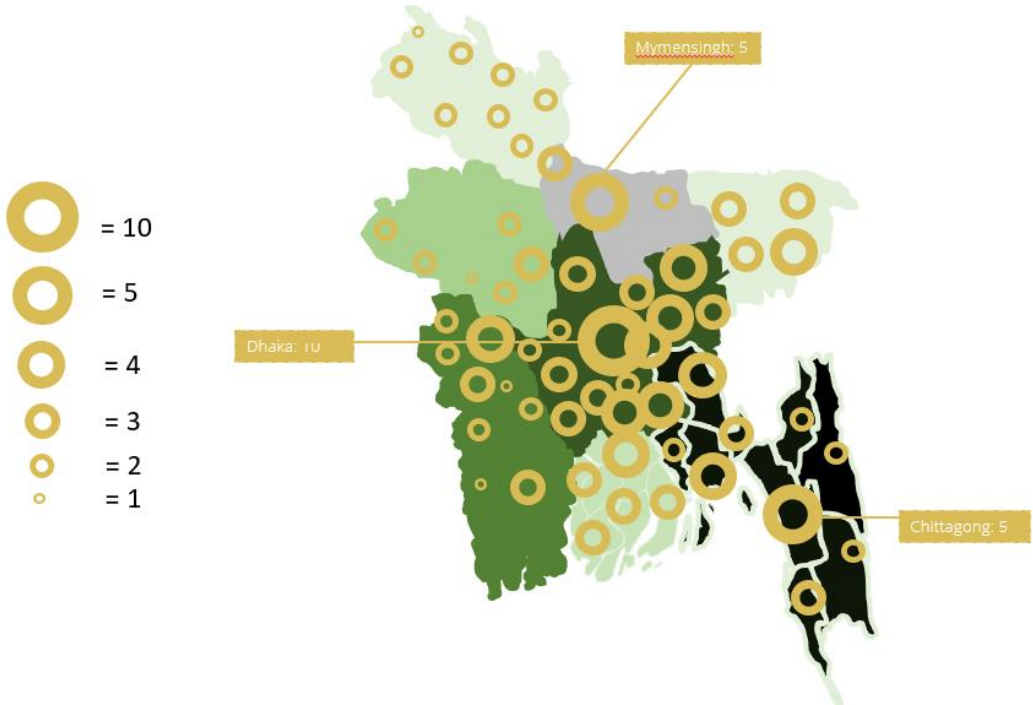 Mymensingh: 5
= 10
= 5
= 4
= 3
= 2
= 1
Dhaka: 10
Chittagong: 5